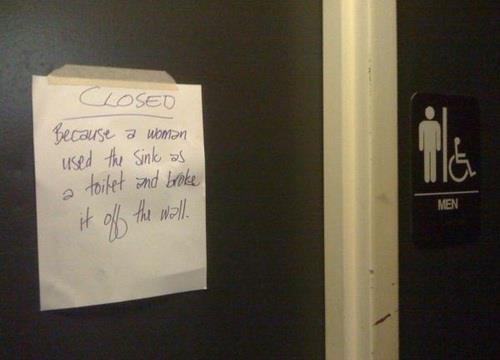 CLOSED
Because a woman
used the sink as
a toilet and broke
it off the wall.
MEN